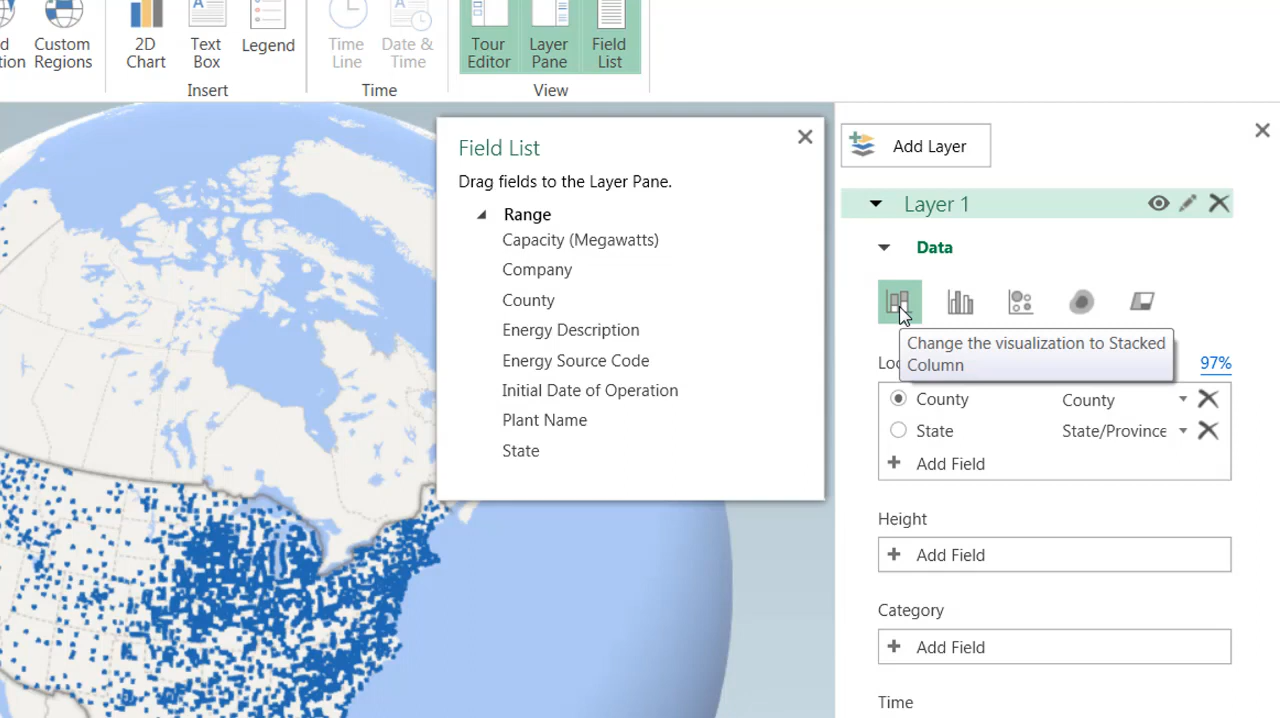 d
tion
Custom
Regions
2D
Chart
Text
Box
Legend
Insert
Time
Line
Date &
Time
Time
Tour
Editor
Layer
Pane
Field
List
View
Field List
Drag fields to the Layer Pane.
Range
Capacity (Megawatts)
Company
County
Energy Description
Energy Source Code
Initial Date of Operation
Plant Name
State
Add Layer
Layer 1
Data
Change the visualization to Stacked
Column
Loc
97%
County County
State State/Province
Add Field
Height
Add Field
Category
Add Field
Time